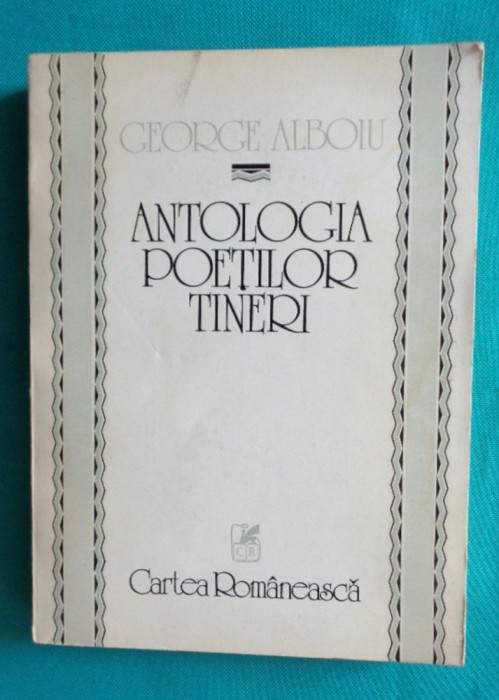 GEORGE ALBOIU
ANTOLOGIA
POEȚILOR
TINERI
CR
Cartea Românească